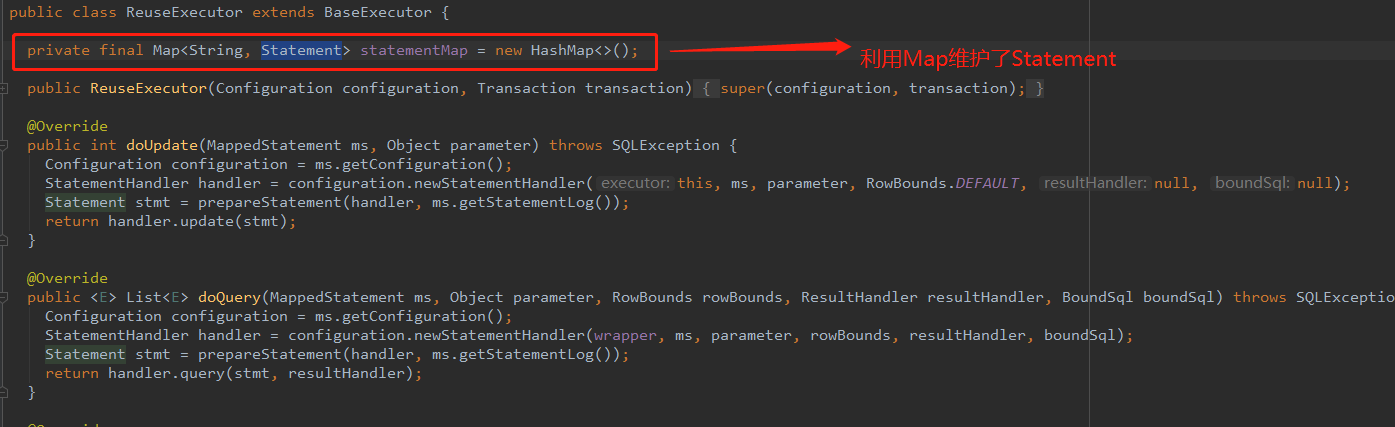 public class ReuseExecutor extends BaseExecutor {
private final Map<String, Statement> statementMap = new HashMap<>();
利用Map维护了Statement
public ReuseExecutor(Configuration configuration, Transaction transaction) { super(configuration, transaction); }
@Override
public int doUpdate(MappedStatement ms, Object parameter) throws SQLException {
Configuration configuration = ms.getConfiguration();
StatementHandler handler = configuration.newStatementHandler( executor: this, ms, parameter, RowBounds.DEFAULT, resultHandler: null, boundSql: null);
Statement stmt = prepareStatement(handler, ms.getStatementLog());
return handler.update(stmt);
}
@Override
public <E> List<E> doQuery(MappedStatement ms, Object parameter, RowBounds rowBounds, ResultHandler resultHandler, BoundSql boundSql) throws SQLExceptio
Configuration configuration = ms.getConfiguration();
StatementHandler handler = configuration.newStatementHandler(wrapper, ms, parameter, rowBounds, resultHandler, boundSql);
Statement stmt = prepareStatement(handler, ms.getStatementLog());
return handler.query(stmt, resultHandler);
}